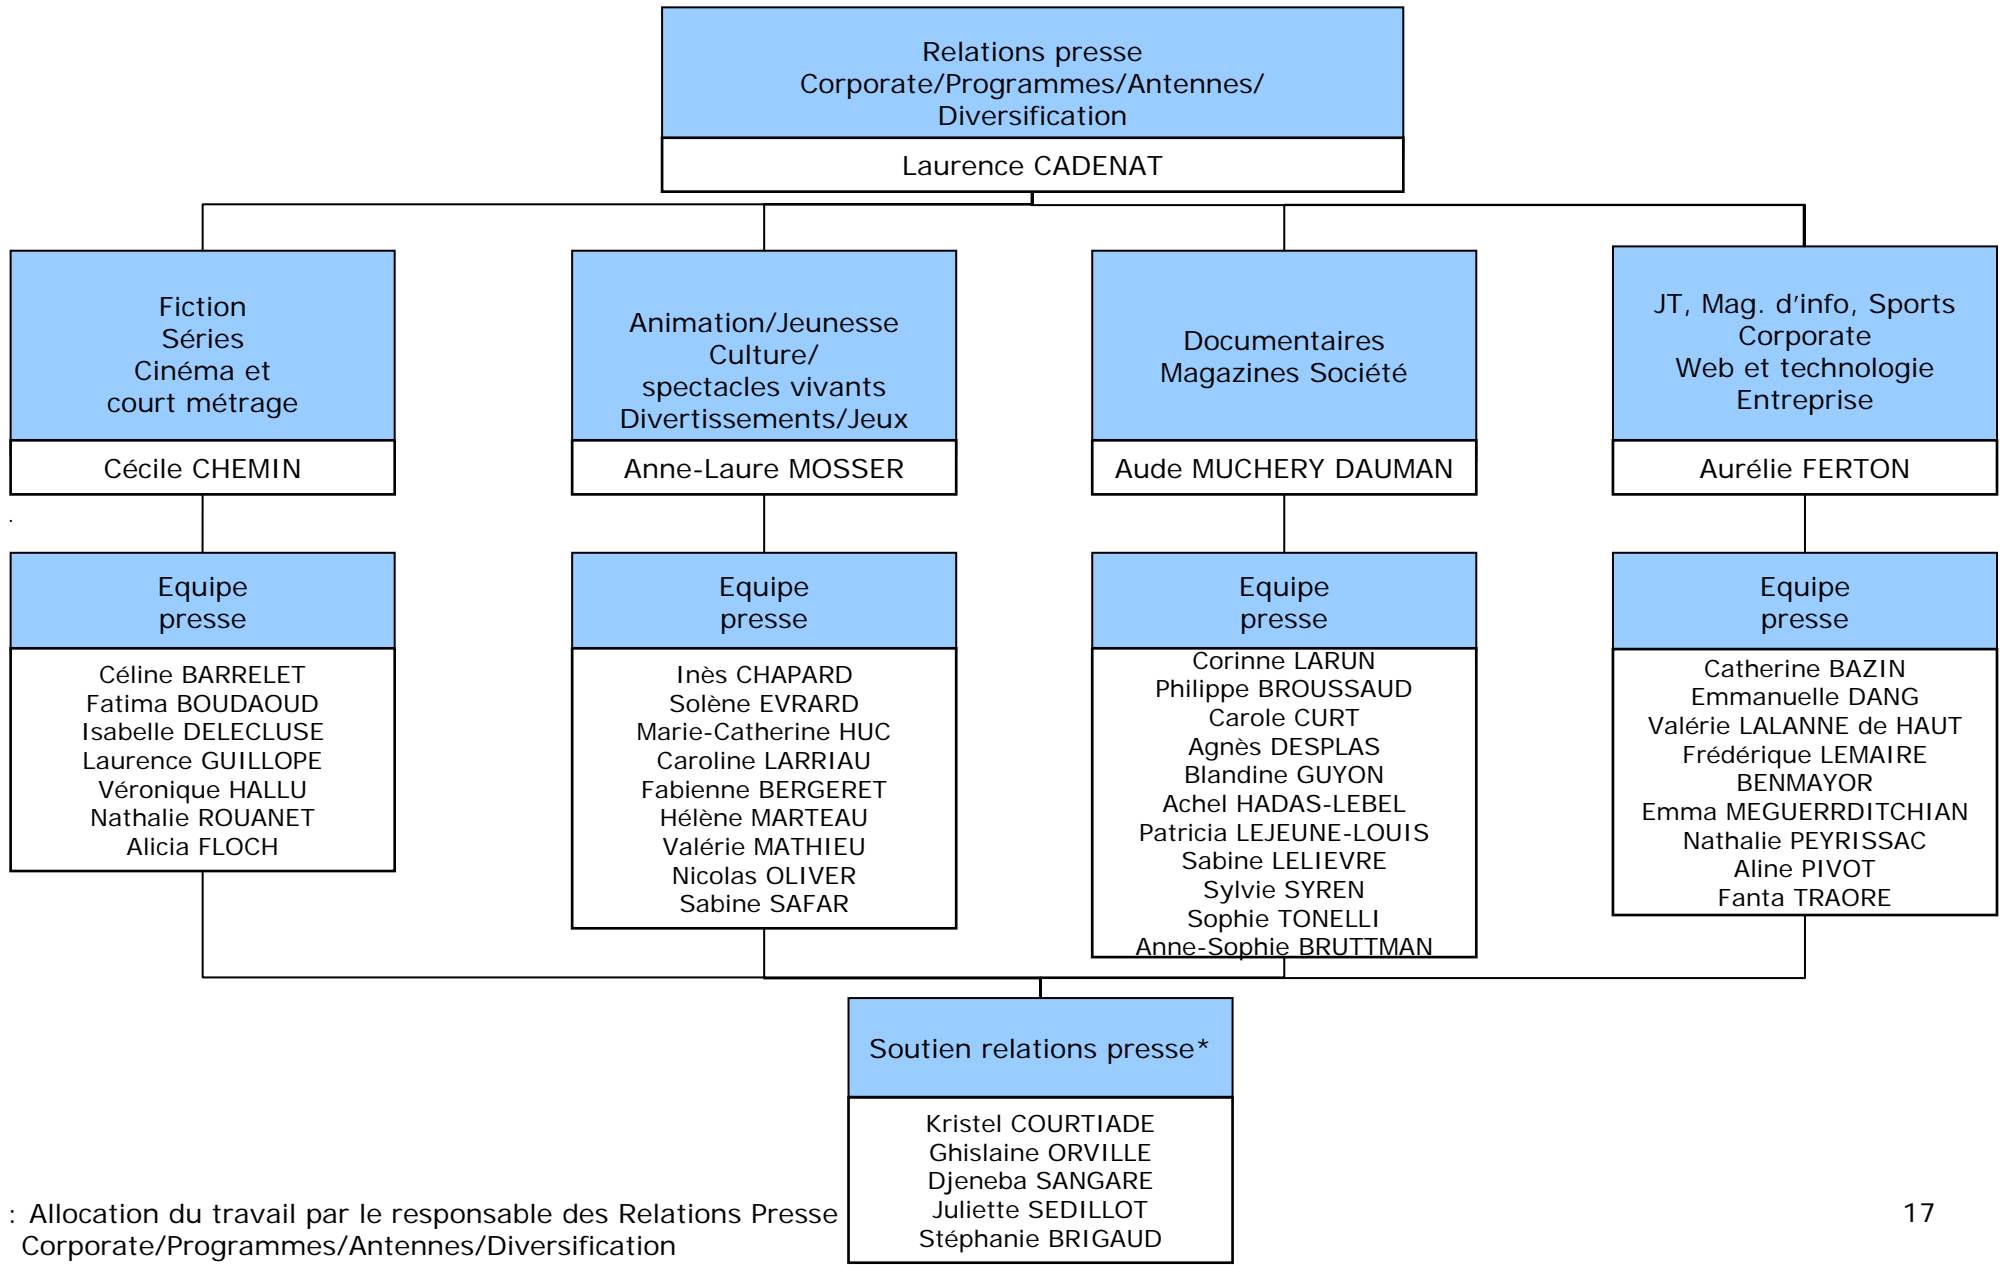 Relations presse
Corporate/Programmes/Antennes/
Diversification
Laurence CADENAT
Fiction
Séries
Cinéma et
court métrage
Cécile CHEMIN
Animation/Jeunesse
Culture/
spectacles vivants
Divertissements/Jeux
Anne-Laure MOSSER
Documentaires
Magazines Société
Aude MUCHERY DAUMAN
JT, Mag. d’info, Sports
Corporate
Web et technologie
Entreprise
Aurélie FERTON
.
Equipe
presse
Céline BARRELET
Fatima BOUDAOUD
Isabelle DELECLUSE
Laurence GUILLOPE
Véronique HALLU
Nathalie ROUANET
Alicia FLOCH
Equipe
presse
Inès CHAPARD
Solène EVRARD
Marie-Catherine HUC
Caroline LARRIAU
Fabienne BERGERET
Hélène MARTEAU
Valérie MATHIEU
Nicolas OLIVER
Sabine SAFAR
Equipe
presse
Corinne LARUN
Philippe BROUSSAUD
Carole CURT
Agnès DESPLAS
Blandine GUYON
Achel HADAS-LEBEL
Patricia LEJEUNE-LOUIS
Sabine LELIEVRE
Sylvie SYREN
Sophie TONELLI
Anne-Sophie BRUTTMAN
Equipe
presse
Catherine BAZIN
Emmanuelle DANG
Valérie LALANNE de HAUT
Frédérique LEMAIRE
BENMAYOR
Emma MEGUERRDITCHIAN
Nathalie PEYRISSAC
Aline PIVOT
Fanta TRAORE
Soutien relations presse*
Kristel COURTIADE
Ghislaine ORVILLE
Djeneba SANGARE
Juliette SEDILLOT
Stéphanie BRIGAUD
: Allocation du travail par le responsable des Relations Presse
Corporate/Programmes/Antennes/Diversification
17